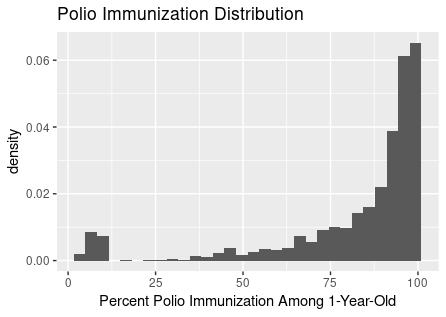 Polio Immunization Distribution
0.06
0.04
0.02
0.00
density
0 25 50 75 100
Percent Polio Immunization Among 1-Year-Old